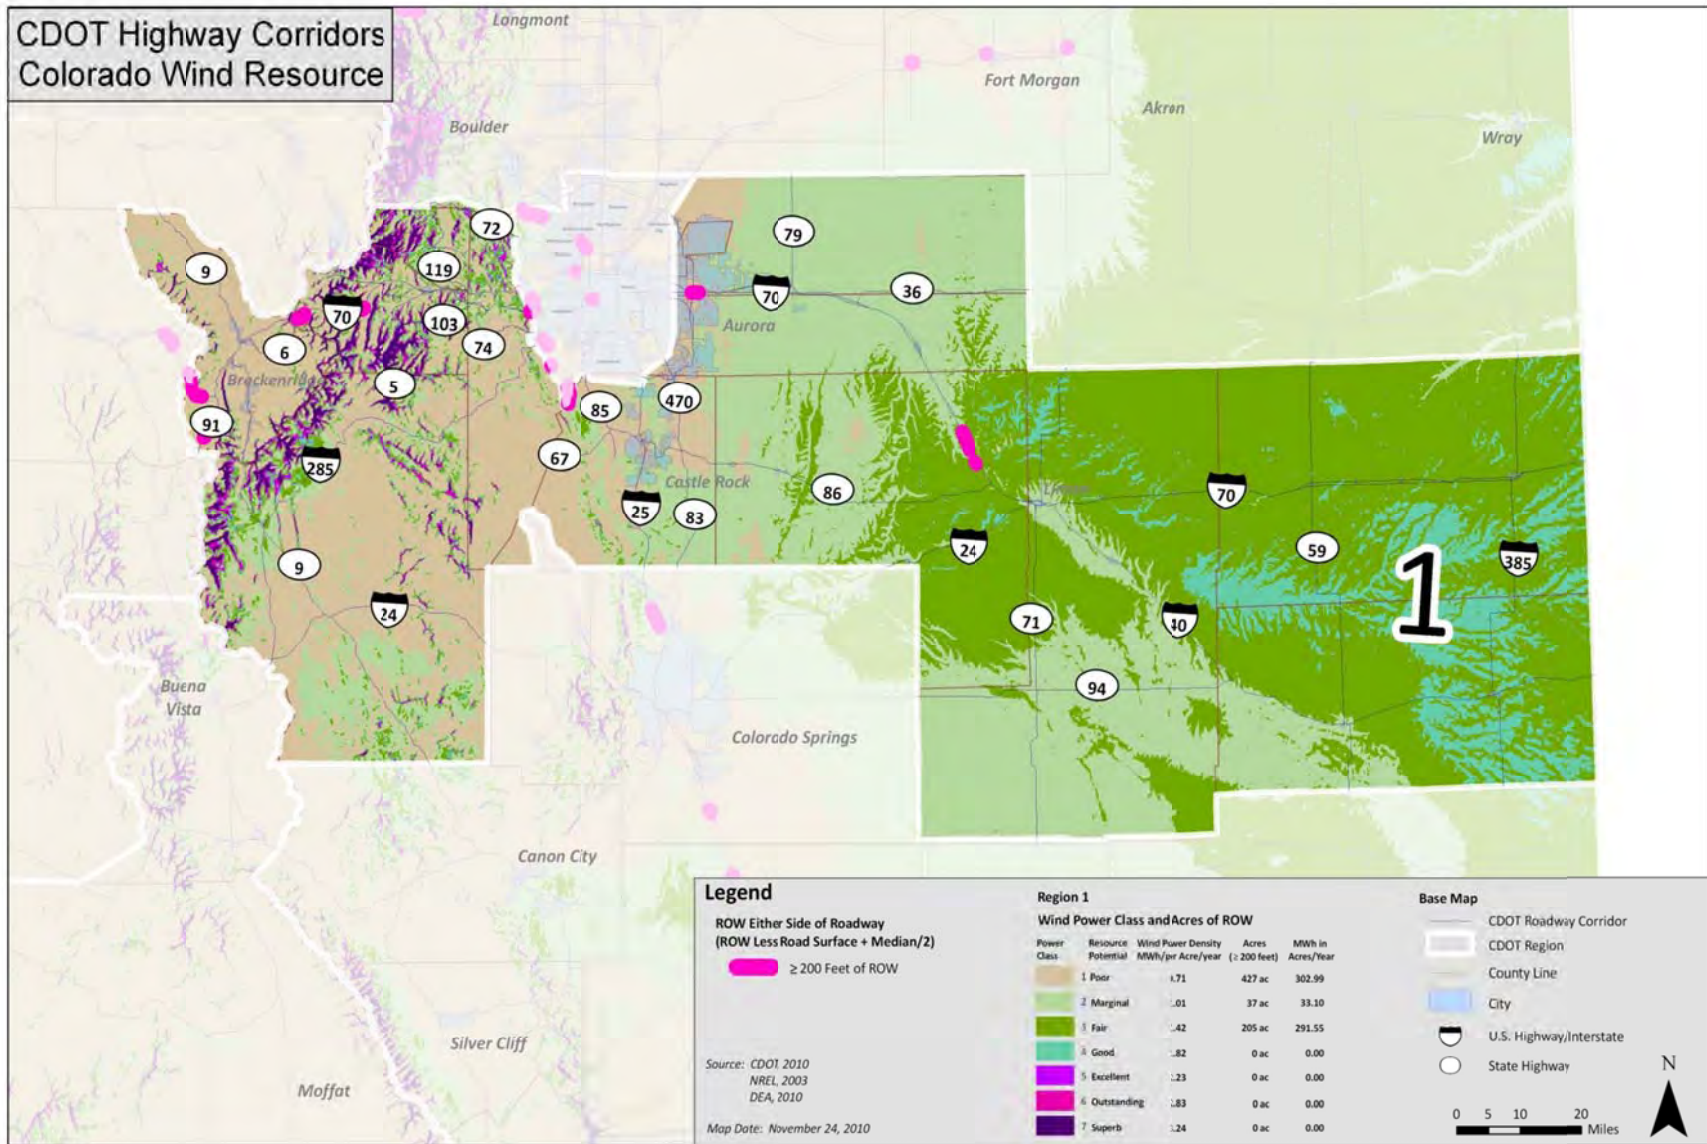 CDOT Highway Corridors
Colorado Wind Resource
Longmont
Fort Morgan
Akron
Wray
Boulder
72
79
9
119
70
70
36
103
Aurora
6
74
Breckenridge
5
470
85
91
67
285
Castle Rock
86
70
25
83
24
59
385
1
9
24
71
40
94
Buena
Vista
Colorado Springs
Canon City
Silver Cliff
Moffat
Legend
ROW Either Side of Roadway
(ROW Less Road Surface + Median/2)
≥ 200 Feet of ROW
Source: CDOT, 2010
NREL, 2003
DEA, 2010
Map Date: November 24, 2010
Region 1
Wind Power Class and Acres of ROW
Power Class Resource Potential Wind Power Density MWh/per Acre/year Acres (≥ 200 feet) MWh in Acres/Year
1 Poor .71 427 ac 302.99
2 Marginal .01 37 ac 33.10
3 Fair .42 205 ac 291.55
4 Good .82 0 ac 0.00
5 Excellent .23 0 ac 0.00
6 Outstanding .83 0 ac 0.00
7 Superb .24 0 ac 0.00
Base Map
CDOT Roadway Corridor
CDOT Region
County Line
City
U.S. Highway/Interstate
State Highway
N
0 5 10 20
Miles